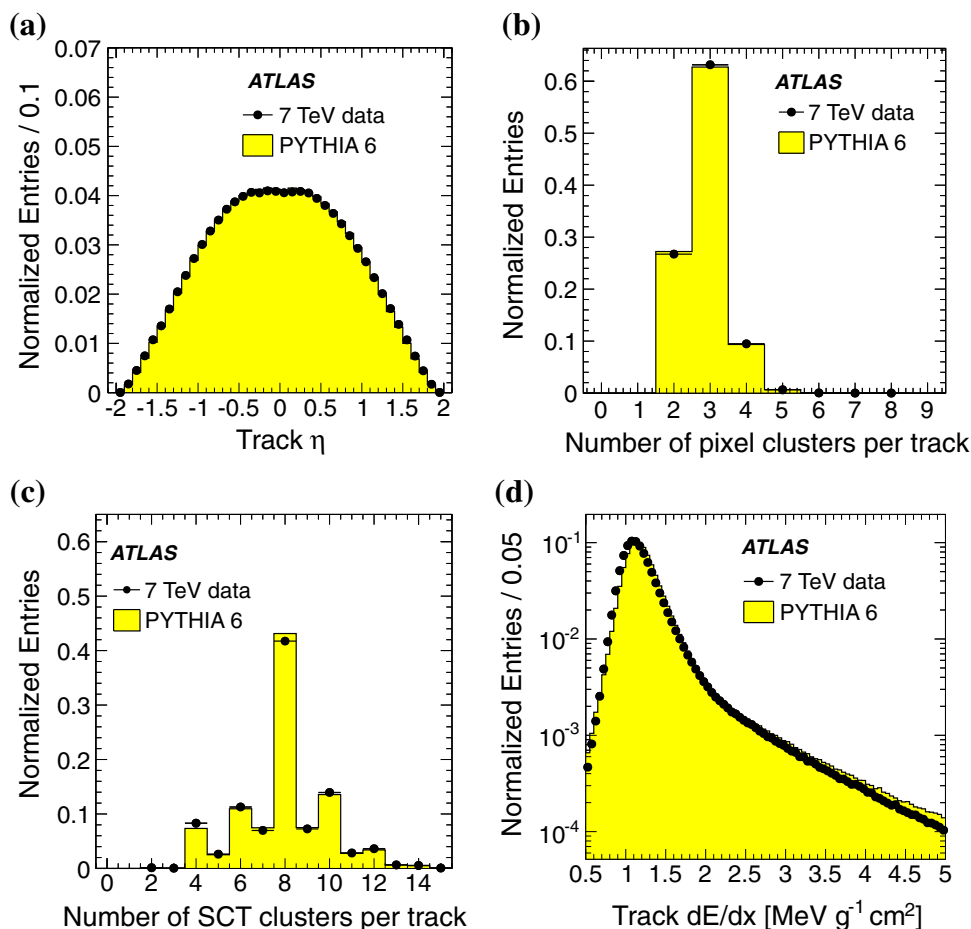 (a)
0.07
0.06
0.05
0.04
0.03
0.02
0.01
0
Normalized Entries / 0.1
ATLAS
7 TeV data
PYTHIA 6
-2 -1.5 -1 -0.5 0 0.5 1 1.5 2
Track η
(b)
0.6
0.5
0.4
0.3
0.2
0.1
0
Normalized Entries
ATLAS
7 TeV data
PYTHIA 6
0 1 2 3 4 5 6 7 8 9
Number of pixel clusters per track
(c)
0.6
0.5
0.4
0.3
0.2
0.1
0
Normalized Entries
ATLAS
7 TeV data
PYTHIA 6
0 2 4 6 8 10 12 14
Number of SCT clusters per track
(d)
10⁻¹
10⁻²
10⁻³
10⁻⁴
Normalized Entries / 0.05
ATLAS
7 TeV data
PYTHIA 6
0.5 1 1.5 2 2.5 3 3.5 4 4.5 5
Track dE/dx [MeV g⁻¹ cm²]